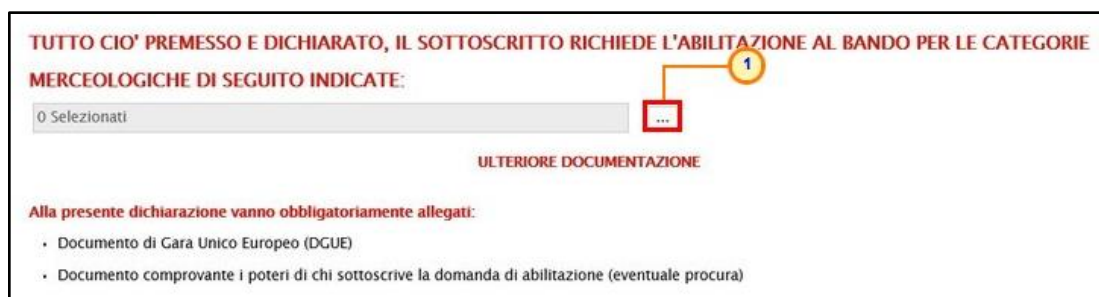 TUTTO CIO' PREMESSO E DICHIARATO, IL SOTTOSCRITTO RICHIEDE L'ABILITAZIONE AL BANDO PER LE CATEGORIE
MERCEOLOGICHE DI SEGUITO INDICATE:
1
0 Selezionati
...
ULTERIORE DOCUMENTAZIONE
Alla presente dichiarazione vanno obbligatoriamente allegati:
• Documento di Gara Unico Europeo (DGUE)
• Documento comprovante i poteri di chi sottoscrive la domanda di abilitazione (eventuale procura)